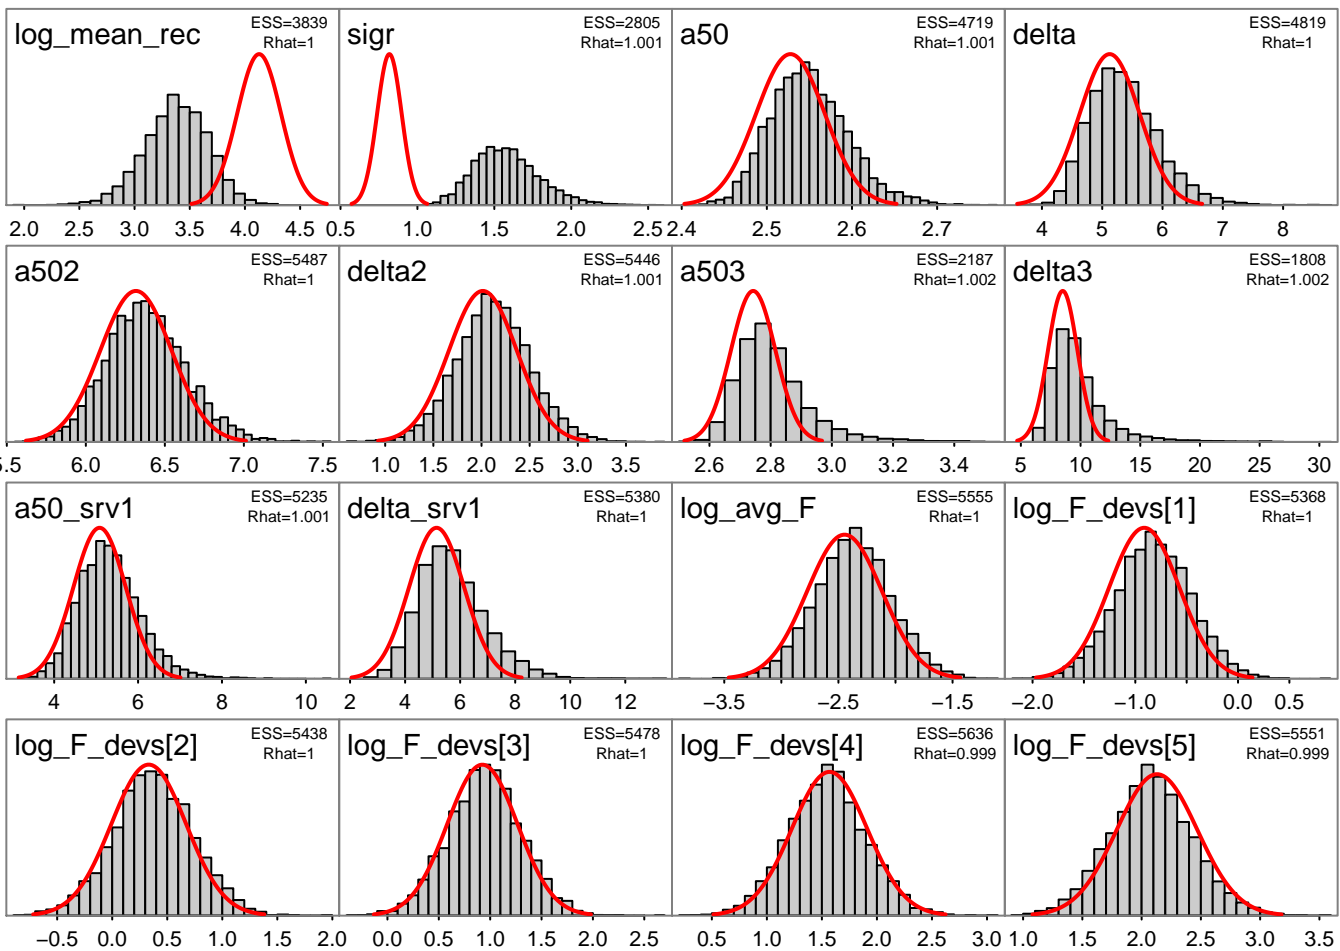 log_mean_rec ESS=3839 Rhat=1
sigr ESS=2805 Rhat=1.001
a50 ESS=4719 Rhat=1.001
delta ESS=4819 Rhat=1
2.0 2.5 3.0 3.5 4.0 4.5
0.5 1.0 1.5 2.0 2.5
2.4 2.5 2.6 2.7
4 5 6 7 8
a502 ESS=5487 Rhat=1
delta2 ESS=5446 Rhat=1.001
a503 ESS=2187 Rhat=1.002
delta3 ESS=1808 Rhat=1.002
5.5 6.0 6.5 7.0 7.5
1.0 1.5 2.0 2.5 3.0 3.5
2.6 2.8 3.0 3.2 3.4
5 10 15 20 25 30
a50_srv1 ESS=5235 Rhat=1.001
delta_srv1 ESS=5380 Rhat=1
log_avg_F ESS=5555 Rhat=1
log_F_devs[1] ESS=5368 Rhat=1
4 6 8 10
2 4 6 8 10 12
−3.5 −2.5 −1.5
−2.0 −1.0 0.0 0.5
log_F_devs[2] ESS=5438 Rhat=1
log_F_devs[3] ESS=5478 Rhat=1
log_F_devs[4] ESS=5636 Rhat=0.999
log_F_devs[5] ESS=5551 Rhat=0.999
−0.5 0.0 0.5 1.0 1.5 2.0
0.0 0.5 1.0 1.5 2.0 2.5
0.5 1.0 1.5 2.0 2.5 3.0
1.0 1.5 2.0 2.5 3.0 3.5